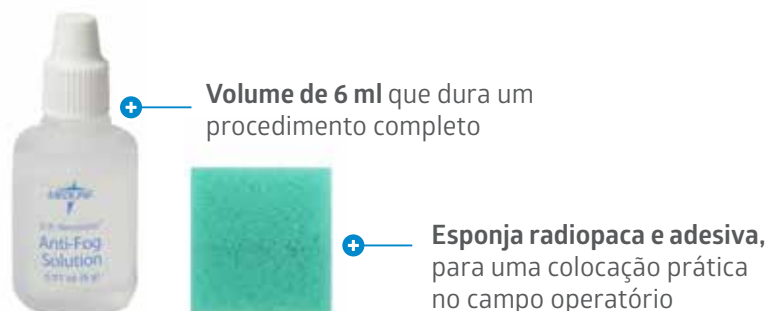 Volume de 6 ml que dura um
procedimento completo
MEDLINE
Anti-Fog
Solution
Esponja radiopaca e adesiva,
para uma colocação prática
no campo operatório